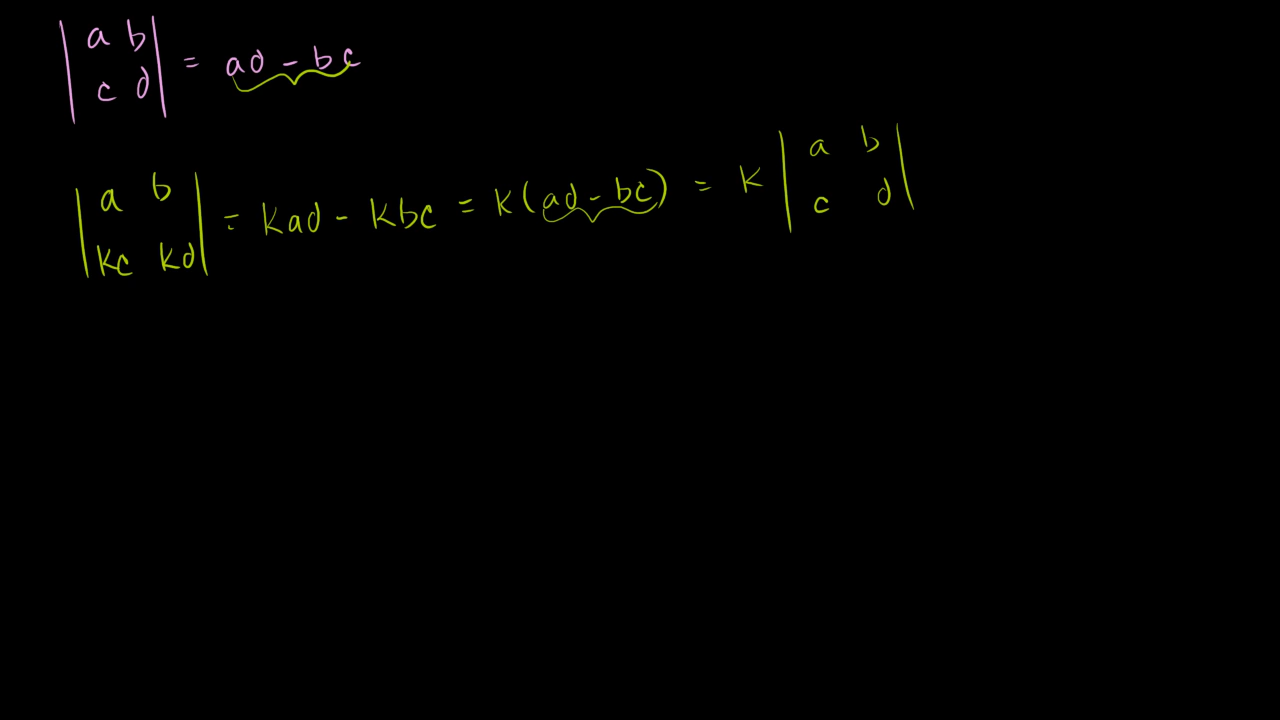 | a b | 
| c d | = ad - bc
| a b |
| kc kd | = kad - kbc = k(ad - bc) = k | a b |
| c d |